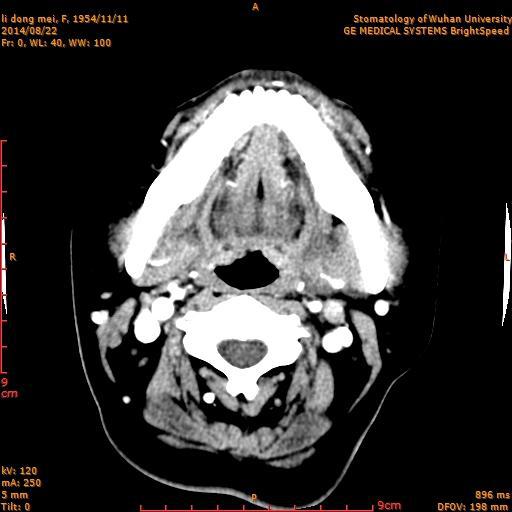 A
li dong mei, F, 1954/11/11
2014/08/22
Fr: 0, WL: 40, WW: 100
Stomatology of Wuhan University
GE MEDICAL SYSTEMS BrightSpeed
R
L
9
cm
kV: 120
mA: 250
5 mm
Tilt: 0
P
9cm
896 ms
DFOV: 198 mm